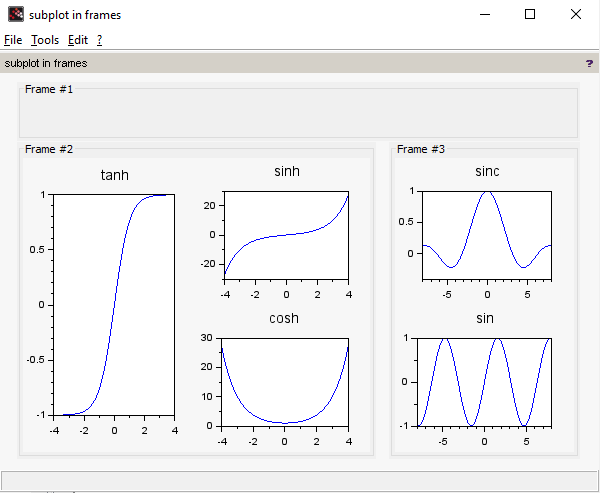 subplot in frames
File Tools Edit ?
subplot in frames ?
Frame #1
Frame #2
tanh
1
0.5
0
-0.5
-1
-4 -2 0 2 4
sinh
20
0
-20
-4 -2 0 2 4
cosh
30
20
10
0
-4 -2 0 2 4
Frame #3
sinc
1
0.5
0
-5 0 5
sin
1
0
-1
-5 0 5